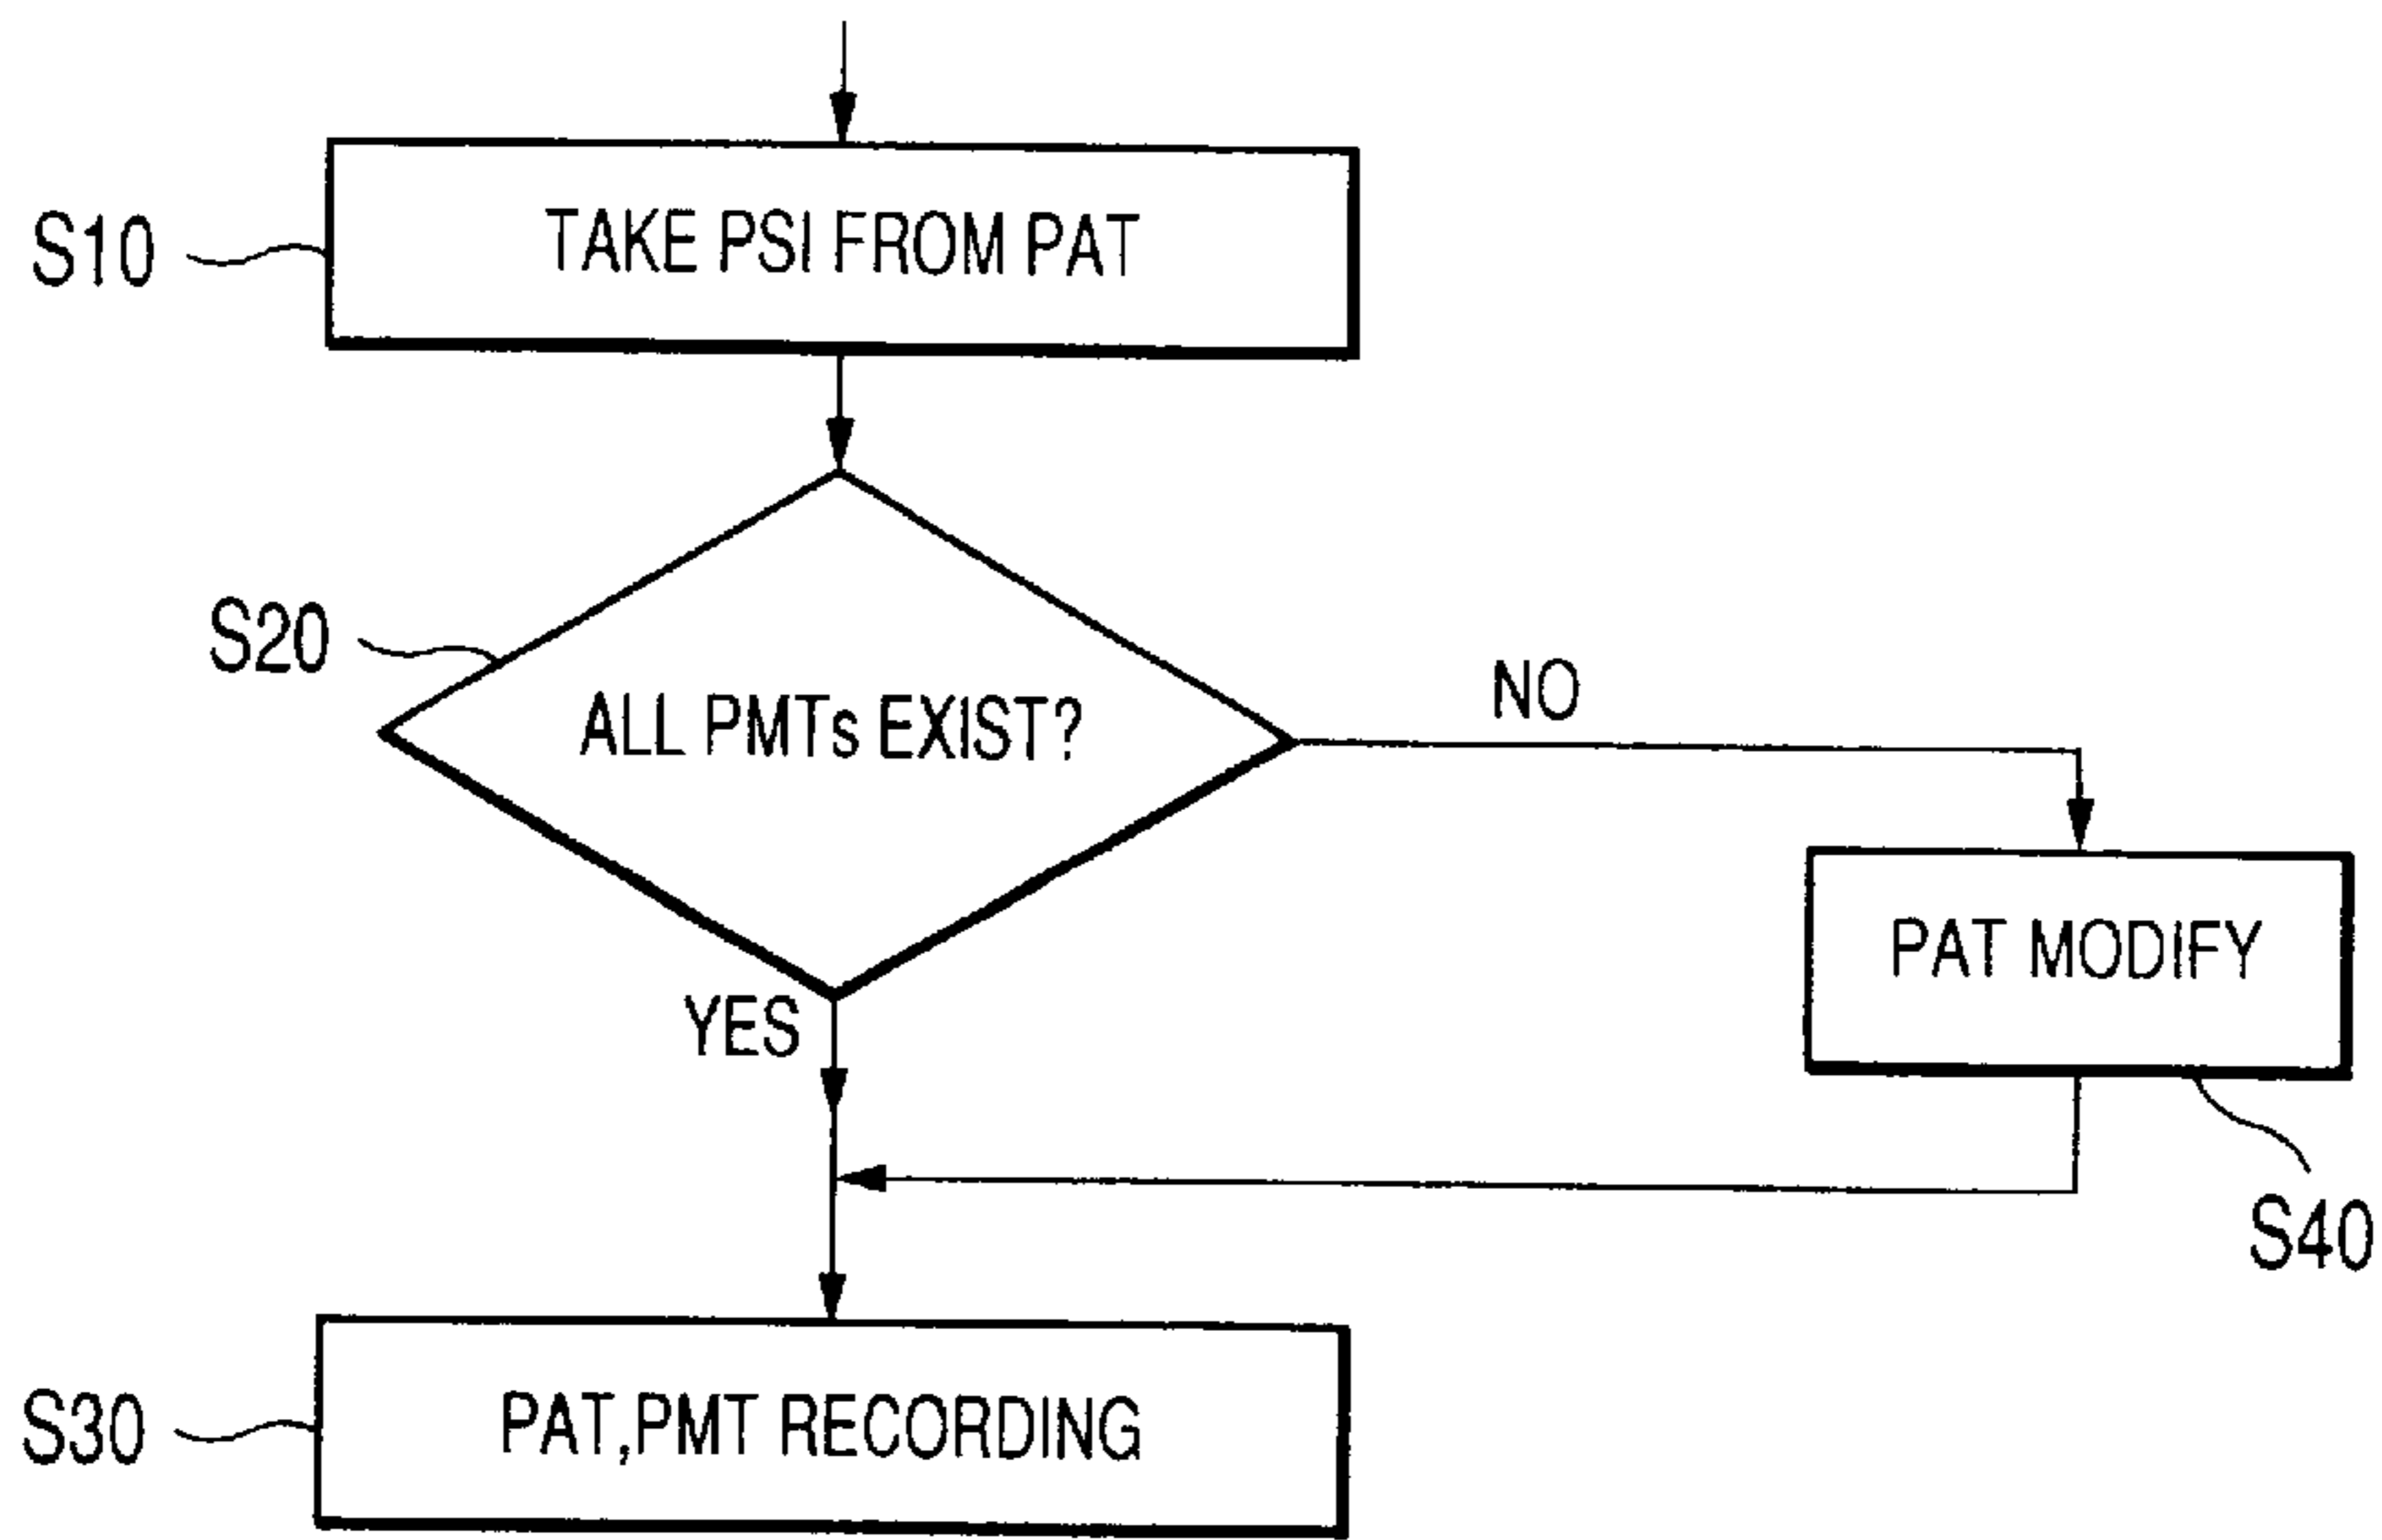 S10
TAKE PSI FROM PAT
S20
ALL PMTs EXIST?
NO
YES
PAT MODIFY
S40
S30
PAT,PMT RECORDING